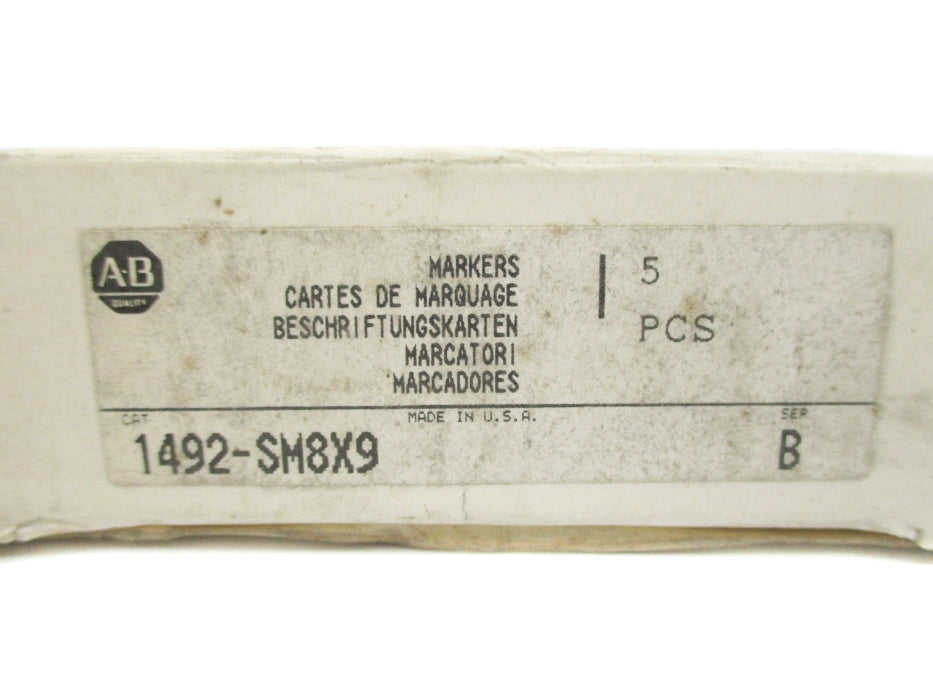 A-B
QUALITY
MARKERS
CARTES DE MARQUAGE
BESCHRIFTUNGSKARTEN
MARCATORI
MARCADORES
5
PCS
CAT
MADE IN U.S.A.
SER
1492-SM8X9
B